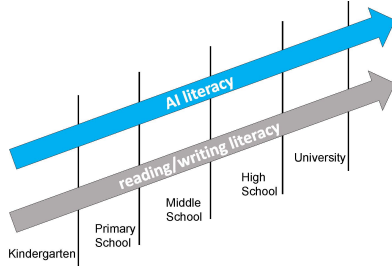 AI literacy
reading/writing literacy
University
High
School
Middle
School
Primary
School
Kindergarten